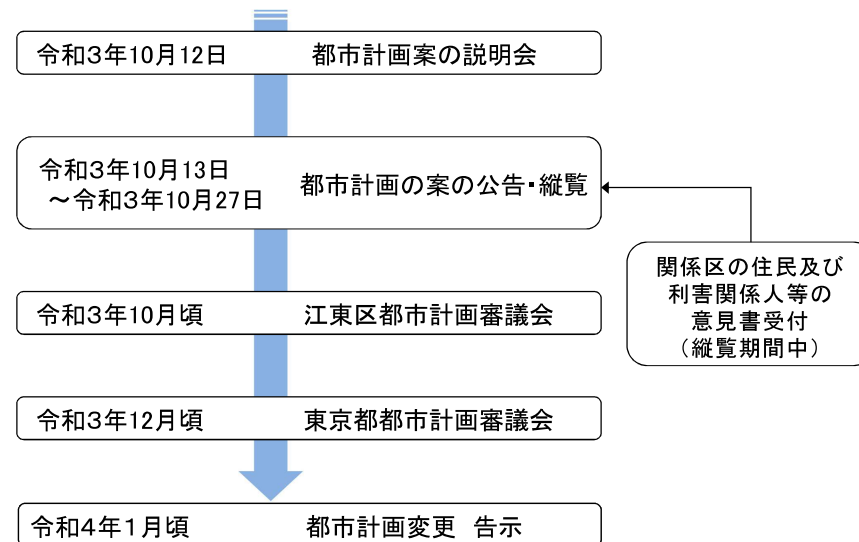 令和3年10月12日 都市計画案の説明会
令和3年10月13日
～令和3年10月27日
都市計画の案の公告・縦覧
関係区の住民及び
利害関係人等の
意見書受付
（縦覧期間中）
令和3年10月頃 江東区都市計画審議会
令和3年12月頃 東京都都市計画審議会
令和4年1月頃 都市計画変更 告示